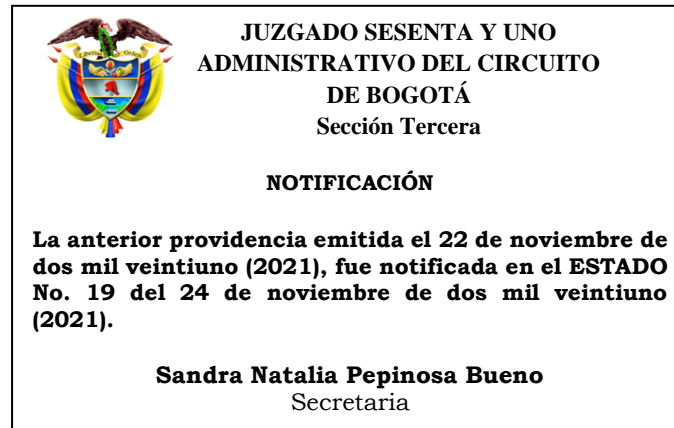 JUZGADO SESENTA Y UNO
ADMINISTRATIVO DEL CIRCUITO
DE BOGOTÁ
Sección Tercera
NOTIFICACIÓN
La anterior providencia emitida el 22 de noviembre de
dos mil veintiuno (2021), fue notificada en el ESTADO
No. 19 del 24 de noviembre de dos mil veintiuno
(2021).
Sandra Natalia Pepinosa Bueno
Secretaria